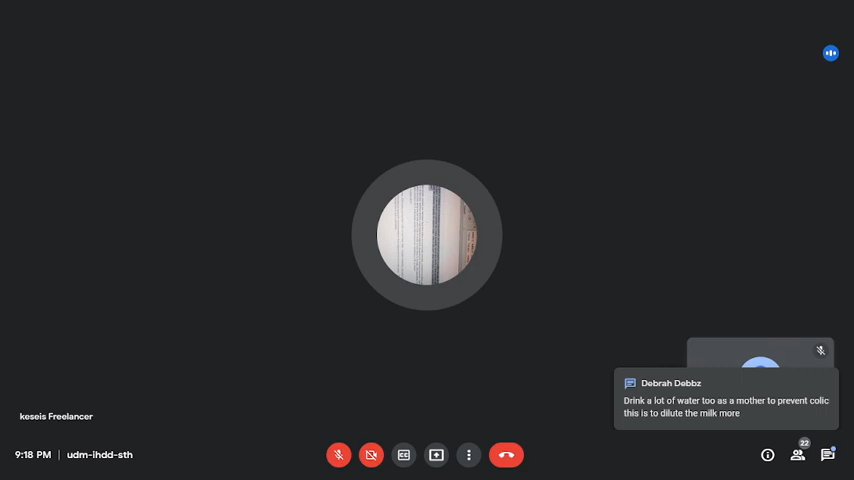 Debrah Debbz
Drink a lot of water too as a mother to prevent colic
this is to dilute the milk more
keseis Freelancer
22
9:18 PM | udm-ihdd-sth
CC